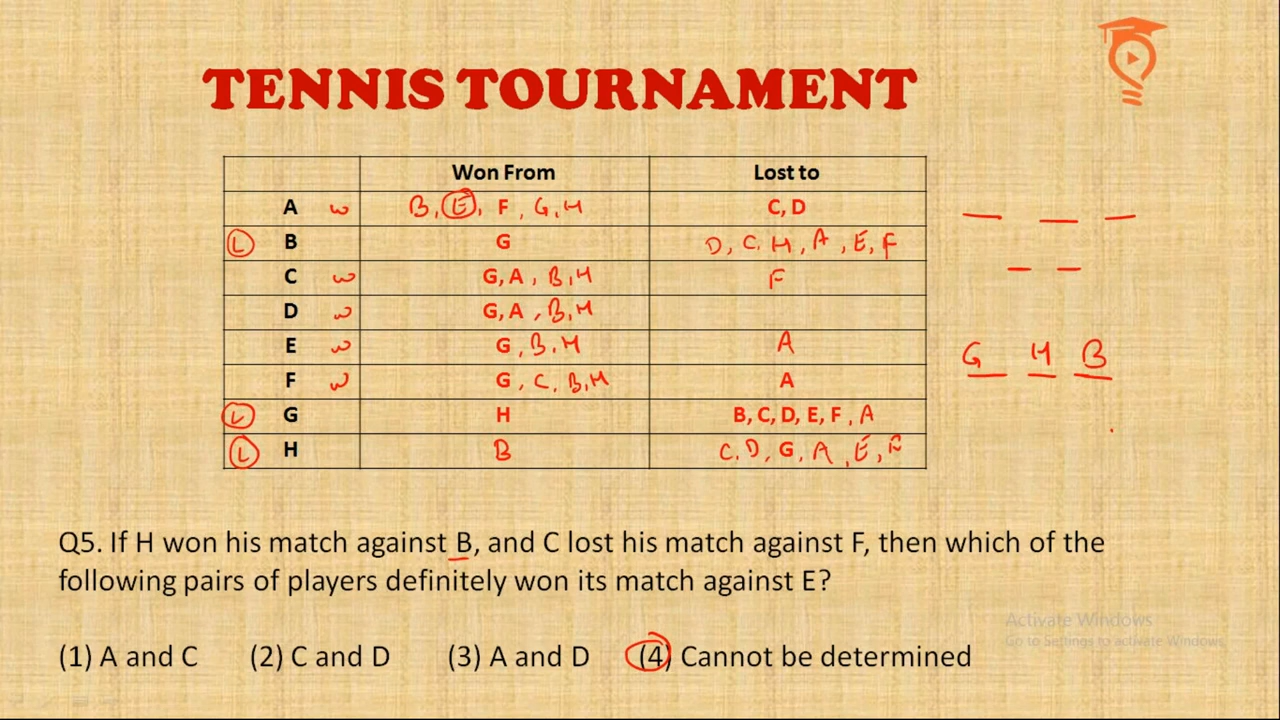 TENNIS TOURNAMENT
Won From Lost to
A w B, E, F, G, H C, D
L B G D, C, H, A, E, F
C w G, A, B, H F
D w G, A, B, H
E w G, B, H A
F w G, C, B, H A
L G H B, C, D, E, F, A
L H B C, D, G, A, E, F
G H B
Q5. If H won his match against B, and C lost his match against F, then which of the
following pairs of players definitely won its match against E?
Activate Windows
Go to Settings to activate Windows.
(1) A and C (2) C and D (3) A and D (4) Cannot be determined